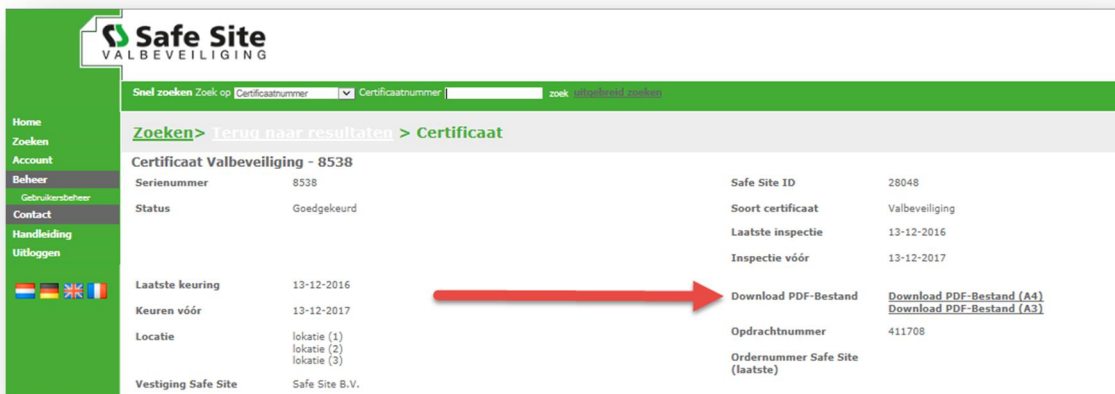 Safe Site
VALBEVEILIGING
Snel zoeken Zoek op Certificaatnummer Certificaatnummer zoek uitgebreid zoeken
Home
Zoeken
Account
Beheer
Gebruikersbeheer
Contact
Handleiding
Uitloggen
Zoeken> Terug naar resultaten > Certificaat
Certificaat Valbeveiliging - 8538
Serienummer 8538
Status Goedgekeurd
Safe Site ID 28048
Soort certificaat Valbeveiliging
Laatste inspectie 13-12-2016
Inspectie vóór 13-12-2017
Laatste keuring 13-12-2016
Keuren vóór 13-12-2017
Locatie lokatie (1)
lokatie (2)
lokatie (3)
Vestiging Safe Site Safe Site B.V.
Download PDF-Bestand Download PDF-Bestand (A4)
Download PDF-Bestand (A3)
Opdrachtnummer 411708
Ordernummer Safe Site
(laatste)